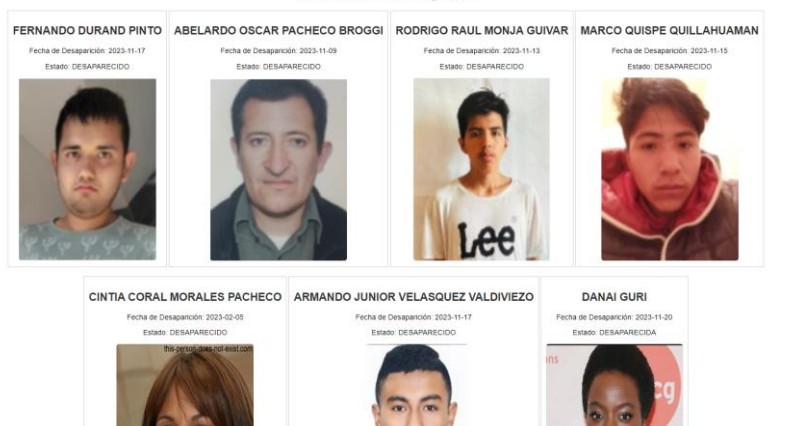 FERNANDO DURAND PINTO
Fecha de Desaparición: 2023-11-17
Estado: DESAPARECIDO
ABELARDO OSCAR PACHECO BROGGI
Fecha de Desaparición: 2023-11-09
Estado: DESAPARECIDO
RODRIGO RAUL MONJA GUIVAR
Fecha de Desaparición: 2023-11-13
Estado: DESAPARECIDO
Lee
MARCO QUISPE QUILLAHUAMAN
Fecha de Desaparición: 2023-11-15
Estado: DESAPARECIDO
CINTIA CORAL MORALES PACHECO
Fecha de Desaparición: 2023-02-05
Estado: DESAPARECIDO
this-person-does-not-exist.com
ARMANDO JUNIOR VELASQUEZ VALDIVIEZO
Fecha de Desaparición: 2023-11-17
Estado: DESAPARECIDO
DANAI GURI
Fecha de Desaparición: 2023-11-20
Estado: DESAPARECIDA
ns
cg